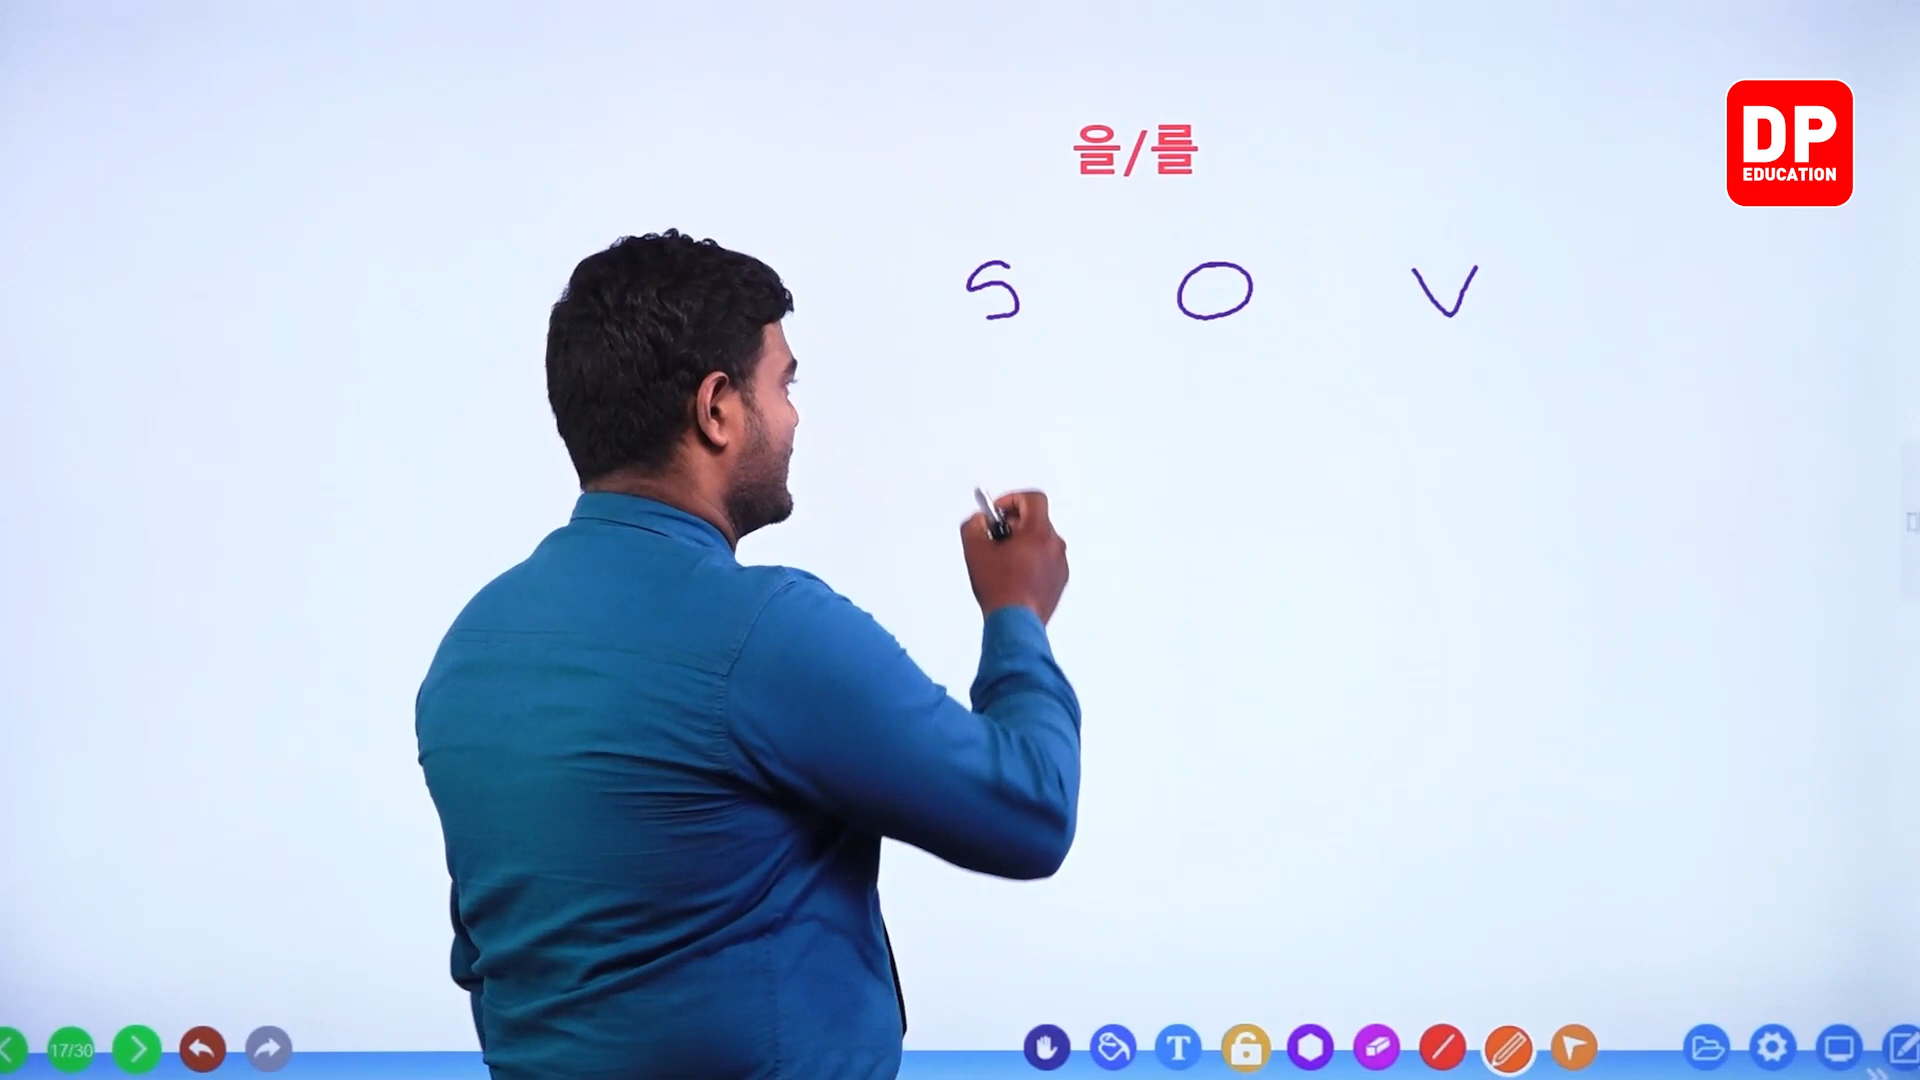 을/를
DP
EDUCATION
S O V
17/30
T